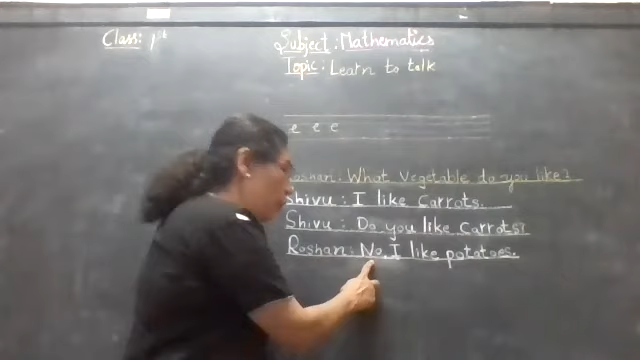 Class: 1st
Subject: Mathematics
Topic: Learn to talk
e e e
Roshan: What vegetable do you like?
Shivu: I like carrots.
Shivu: Do you like carrots?
Roshan: No. I like potatoes.